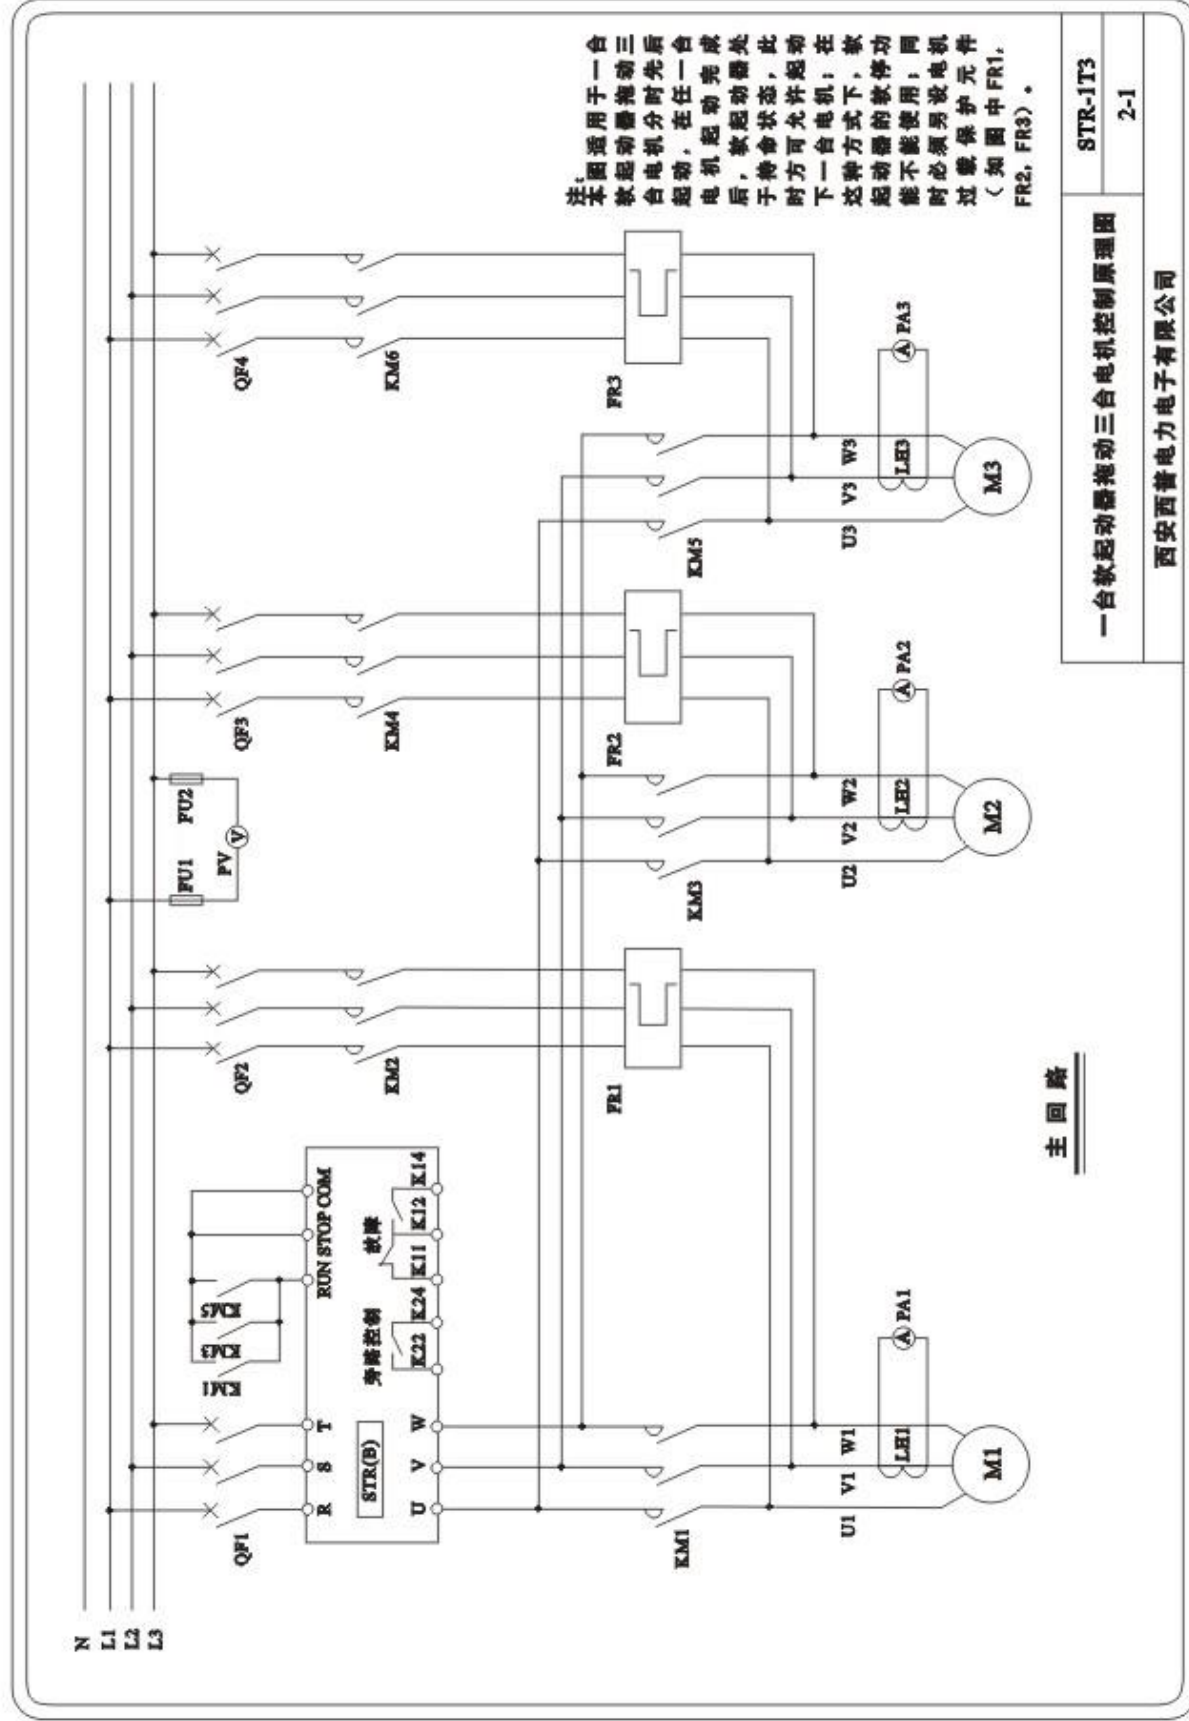 N
L1
L2
L3
QF1
KM1
KM3
KM5
RUN STOP COM
R S T
STR(B)
旁路控制
故障
K22 K24 K11 K12 K14
U V W
QF2
KM2
FU1
FU2
PV
V
QF3
KM4
QF4
KM6
FR1
FR2
FR3
KM1
KM3
KM5
U1 V1 W1
LH1
A PA1
M1
U2 V2 W2
LH2
A PA2
M2
U3 V3 W3
LH3
A PA3
M3
主回路
注:
本图适用于一台
软起动器拖动三
台电机分时先后
起动，在任一台
电机起动完成
后，软起动器处
于待命状态，此
时方可允许起动
下一台电机；在
这种方式下，软
起动器的软停功
能不能使用；同
时必须另设电机
过载保护元件
（如图中FR1，
FR2，FR3）。
一台软起动器拖动三台电机控制原理图
STR-1T3
2-1
西安西普电力电子有限公司